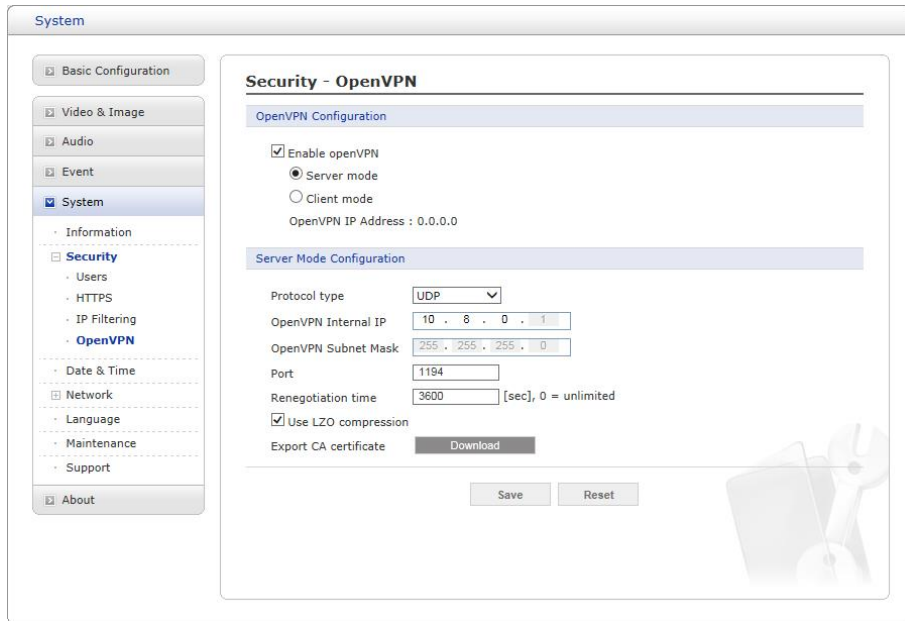 System
Basic Configuration
Video & Image
Audio
Event
System
Information
Security
Users
HTTPS
IP Filtering
OpenVPN
Date & Time
Network
Language
Maintenance
Support
About
Security - OpenVPN
OpenVPN Configuration
Enable openVPN
Server mode
Client mode
OpenVPN IP Address : 0.0.0.0
Server Mode Configuration
Protocol type UDP
OpenVPN Internal IP 10 . 8 . 0 . 1
OpenVPN Subnet Mask 255 . 255 . 255 . 0
Port 1194
Renegotiation time 3600 [sec], 0 = unlimited
Use LZO compression
Export CA certificate Download
Save Reset